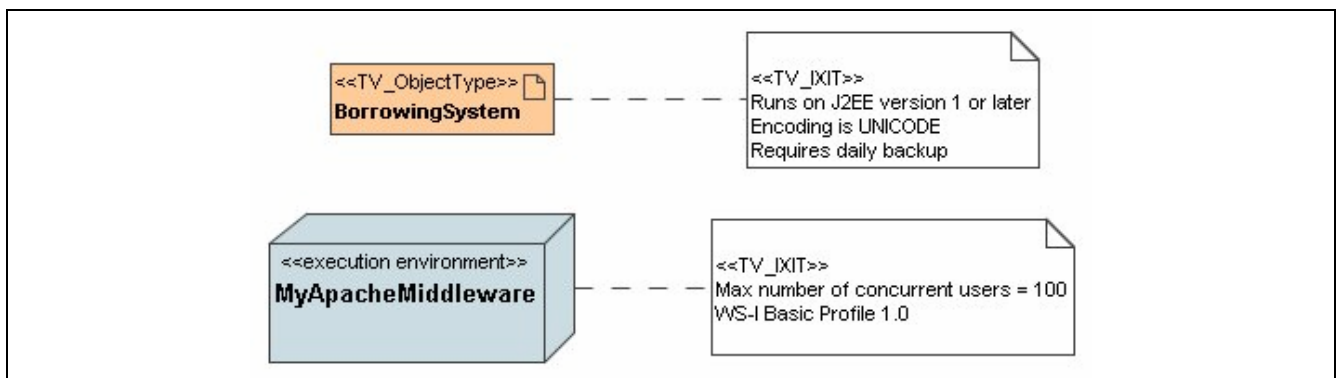 <<TV_ObjectType>>
BorrowingSystem
<<TV_IXIT>>
Runs on J2EE version 1 or later
Encoding is UNICODE
Requires daily backup
<<execution environment>>
MyApacheMiddleware
<<TV_IXIT>>
Max number of concurrent users = 100
WS-I Basic Profile 1.0